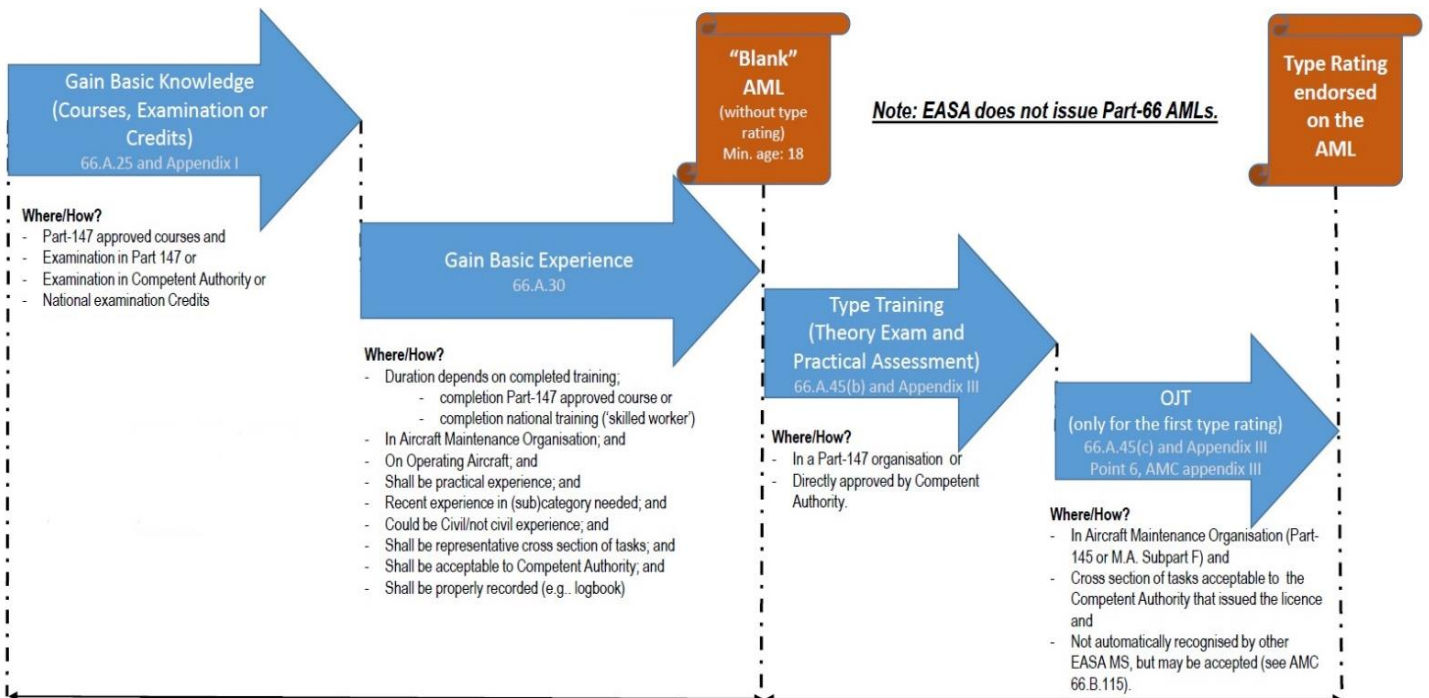 Gain Basic Knowledge
(Courses, Examination or
Credits)
66.A.25 and Appendix I
Where/How?
- Part-147 approved courses and
- Examination in Part 147 or
- Examination in Competent Authority or
- National examination Credits
Gain Basic Experience
66.A.30
Where/How?
- Duration depends on completed training;
- completion Part-147 approved course or
- completion national training ('skilled worker')
- In Aircraft Maintenance Organisation; and
- On Operating Aircraft; and
- Shall be practical experience; and
- Recent experience in (sub)category needed; and
- Could be Civil/not civil experience; and
- Shall be representative cross section of tasks; and
- Shall be acceptable to Competent Authority; and
- Shall be properly recorded (e.g.. logbook)
"Blank"
AML
(without type
rating)
Min. age: 18
Note: EASA does not issue Part-66 AMLs.
Type Training
(Theory Exam and
Practical Assessment)
66.A.45(b) and Appendix III
Where/How?
- In a Part-147 organisation or
- Directly approved by Competent
Authority.
OJT
(only for the first type rating)
66.A.45(c) and Appendix III
Point 6, AMC appendix III
Where/How?
- In Aircraft Maintenance Organisation (Part-
145 or M.A. Subpart F) and
- Cross section of tasks acceptable to the
Competent Authority that issued the licence
and
- Not automatically recognised by other
EASA MS, but may be accepted (see AMC
66.B.115).
Type Rating
endorsed
on the
AML